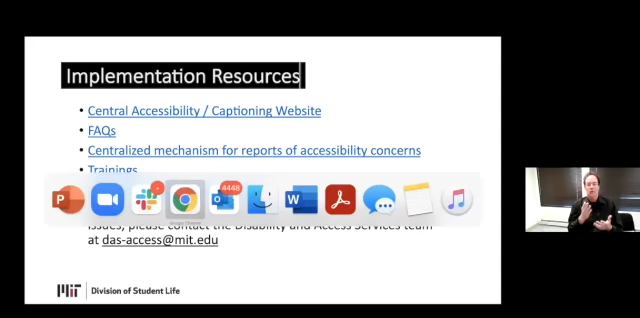 Implementation Resources
• Central Accessibility / Captioning Website
• FAQs
• Centralized mechanism for reports of accessibility concerns
• Trainings
4448
issues, please contact the Disability and Access Services team
at das-access@mit.edu
MIT Division of Student Life